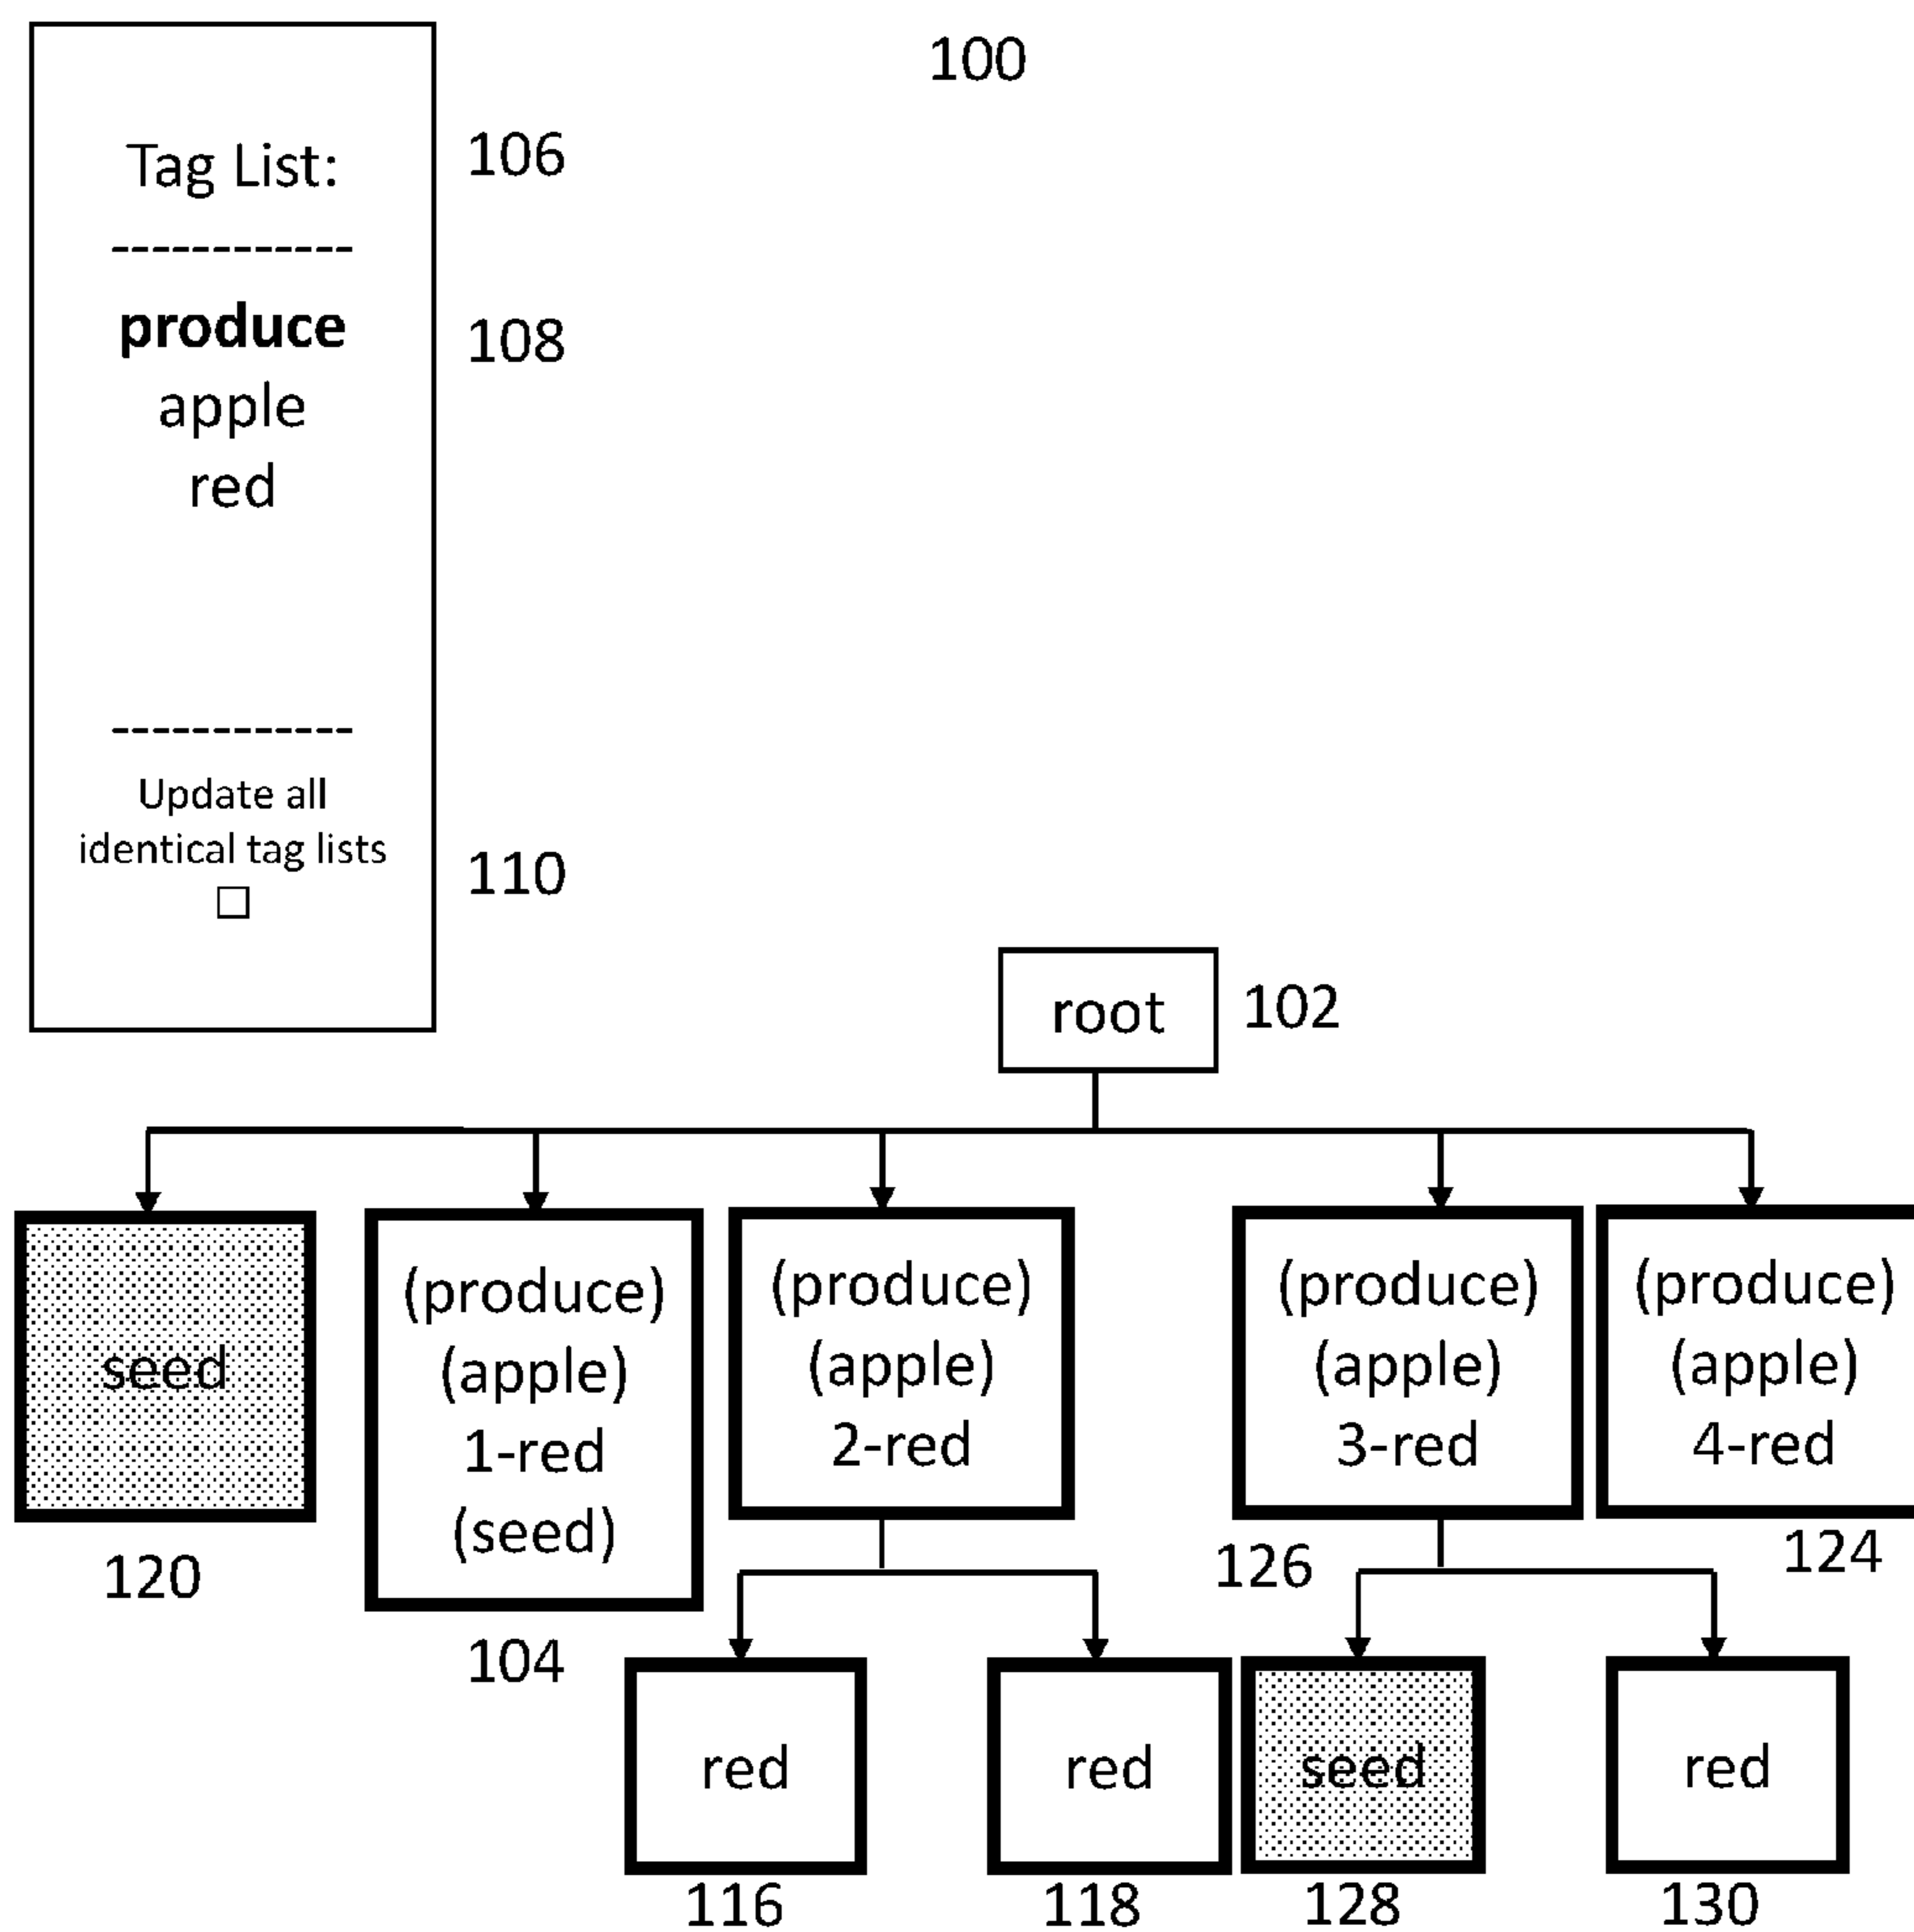 100
Tag List:
106
------------
produce
108
apple
red
------------
Update all
identical tag lists
110
root
102
seed
120
(produce)
(apple)
1-red
(seed)
104
(produce)
(apple)
2-red
(produce)
(apple)
3-red
126
(produce)
(apple)
4-red
124
red
116
red
118
seed
128
red
130